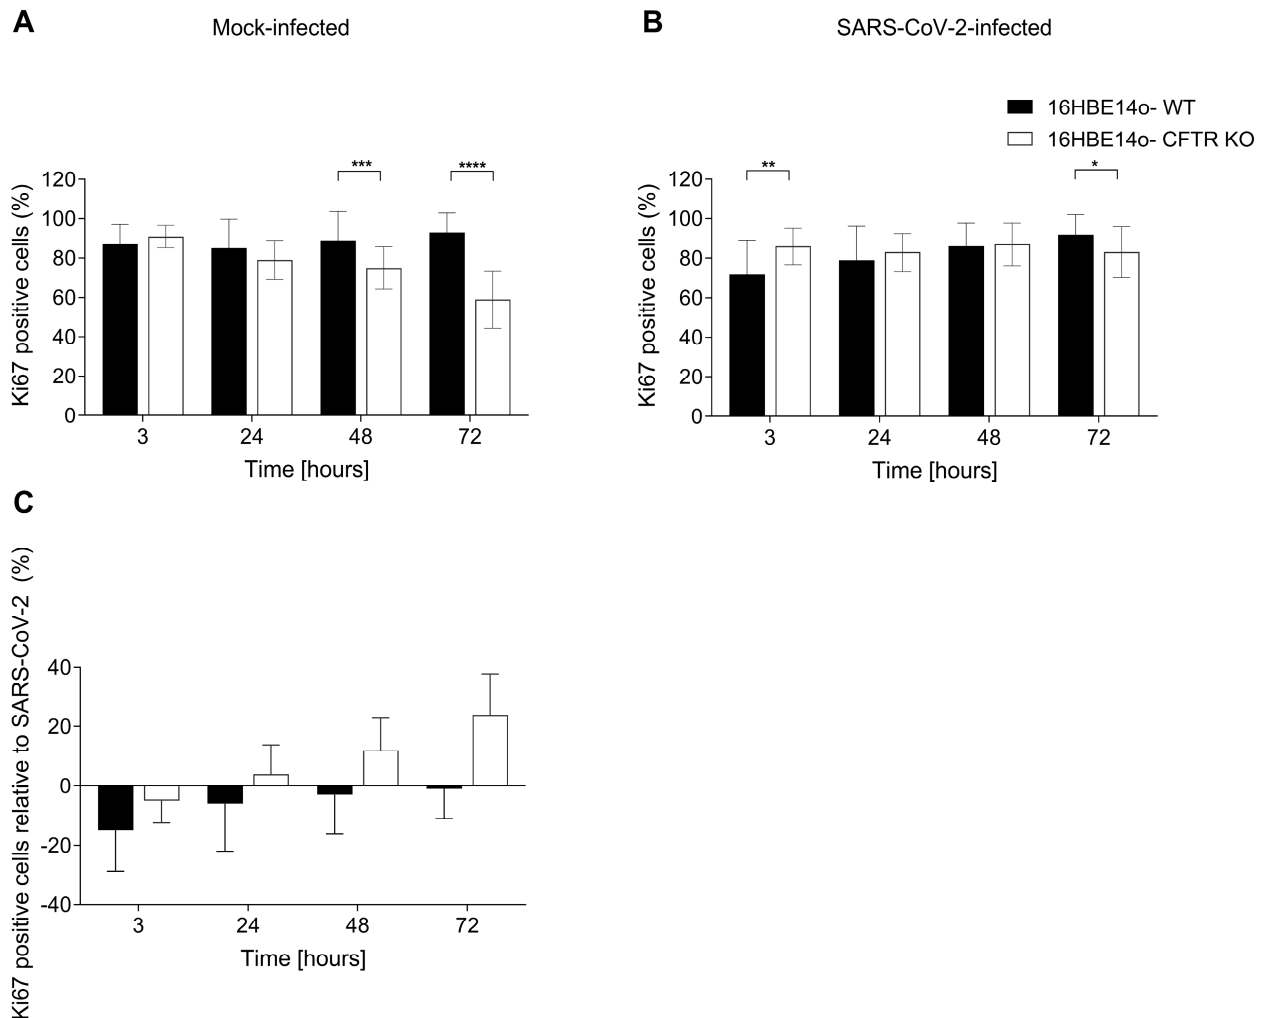 A
Mock-infected
B
SARS-CoV-2-infected
16HBE14o- WT
16HBE14o- CFTR KO
Ki67 positive cells (%)
120
100
80
60
40
20
0
***
****
3 24 48 72
Time [hours]
Ki67 positive cells (%)
120
100
80
60
40
20
0
**
*
3 24 48 72
Time [hours]
C
Ki67 positive cells relative to SARS-CoV-2 (%)
40
20
0
-20
-40
3 24 48 72
Time [hours]